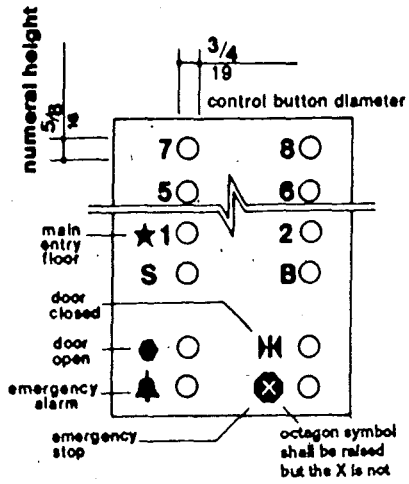 numeral height
5/8
16
3/4
19
control button diameter
7 8
5 6
main
entry
floor
1 2
S B
door
closed
door
open
emergency
alarm
X
emergency
stop
octagon symbol
shall be raised
but the X is not